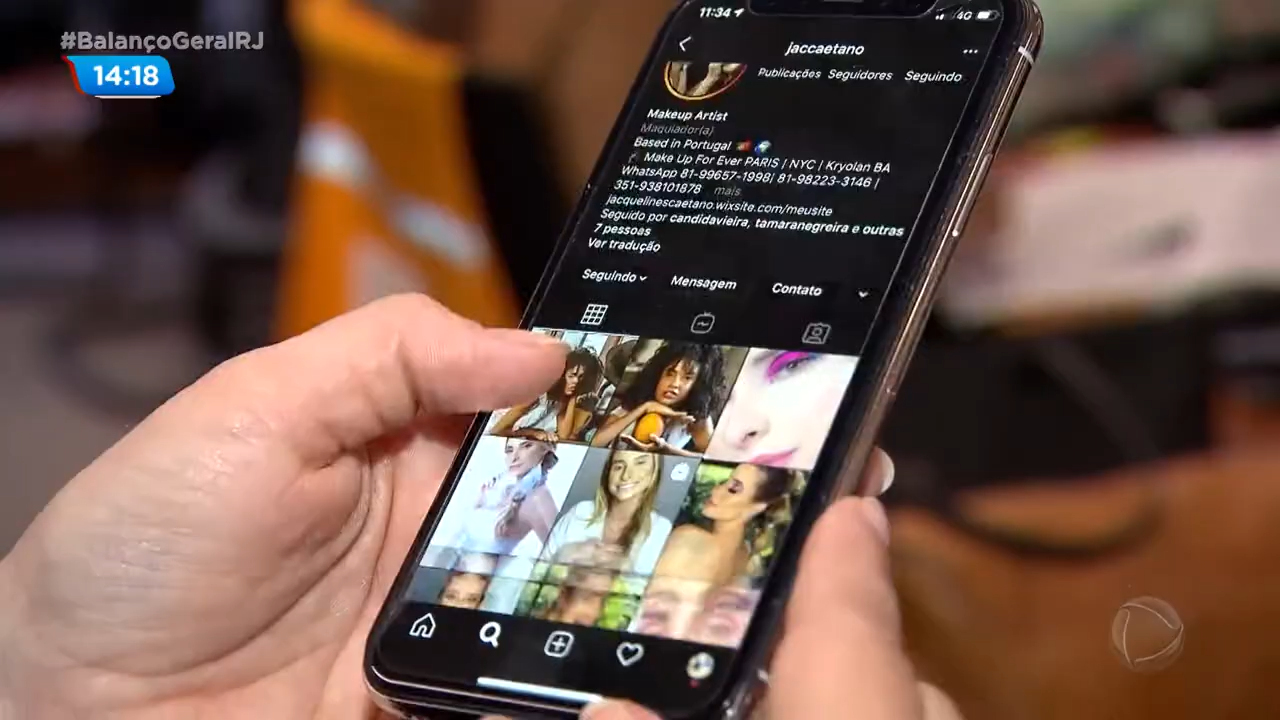 #BalançoGeralRJ
14:18
11:34
4G
jaccaetano
Publicações Seguidores Seguindo
Makeup Artist
Maquiador(a)
Based in Portugal
Make Up For Ever PARIS | NYC | Kryolan BA
WhatsApp 81-99657-1998| 81-98223-3146 |
351-938101878 mais
jacquelinescaetano.wixsite.com/meusite
Seguido por candidavieira, tamaranegreira e outras
7 pessoas
Ver tradução
Seguindo Mensagem Contato